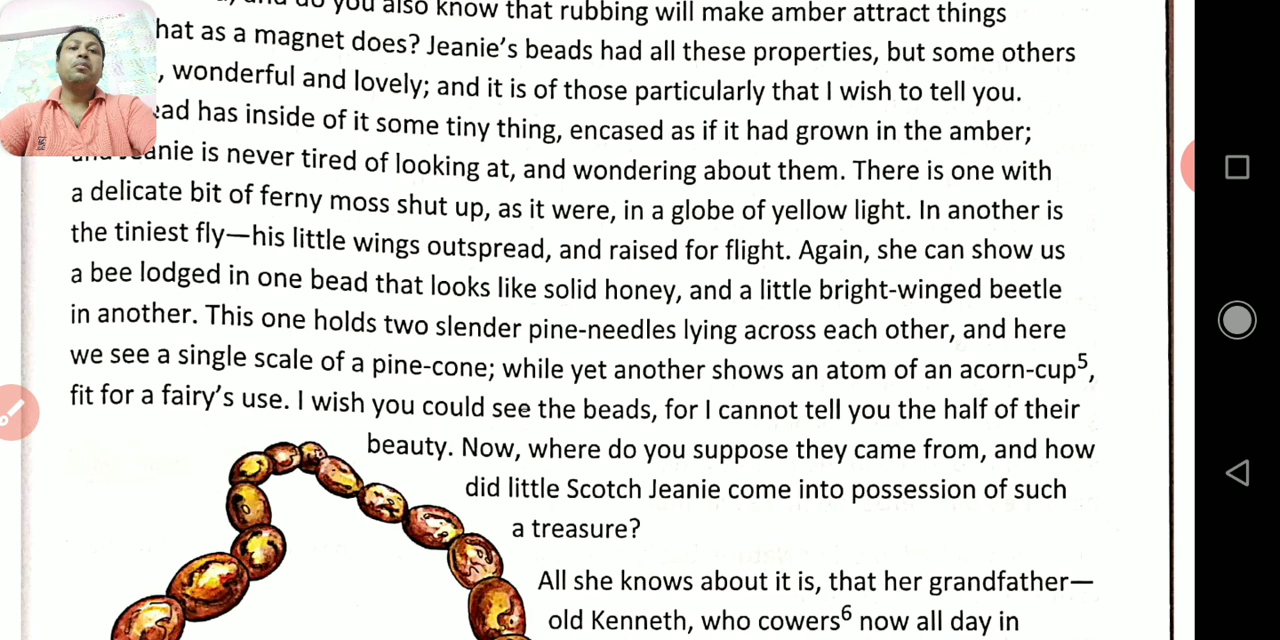 you also know that rubbing will make amber attract things
hat as a magnet does? Jeanie's beads had all these properties, but some others
, wonderful and lovely; and it is of those particularly that I wish to tell you.
ead has inside of it some tiny thing, encased as if it had grown in the amber;
anie is never tired of looking at, and wondering about them. There is one with
a delicate bit of ferny moss shut up, as it were, in a globe of yellow light. In another is
the tiniest fly—his little wings outspread, and raised for flight. Again, she can show us
a bee lodged in one bead that looks like solid honey, and a little bright-winged beetle
in another. This one holds two slender pine-needles lying across each other, and here
we see a single scale of a pine-cone; while yet another shows an atom of an acorn-cup5,
fit for a fairy's use. I wish you could see the beads, for I cannot tell you the half of their
beauty. Now, where do you suppose they came from, and how
did little Scotch Jeanie come into possession of such
a treasure?
All she knows about it is, that her grandfather—
old Kenneth, who cowers6 now all day in